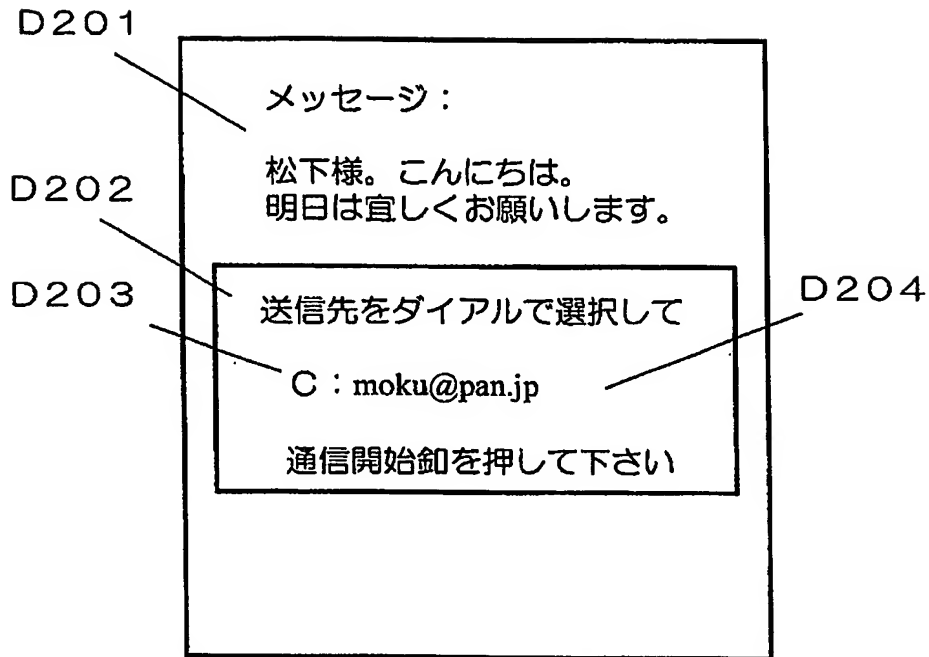 D201
メッセージ：
松下様。こんにちは。
D202
明日は宜しくお願いします。
D203
送信先をダイアルで選択して
D204
C：moku@pan.jp
通信開始釦を押して下さい